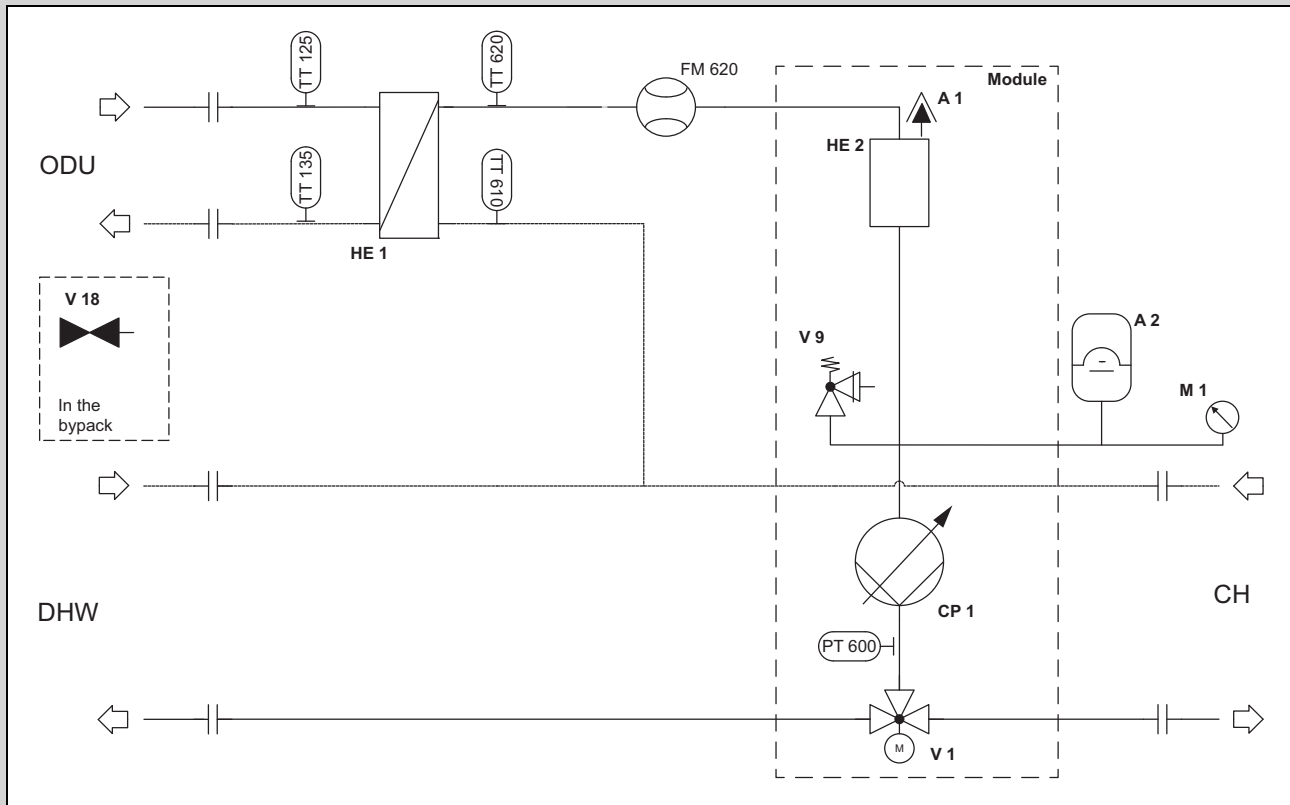 TT 125
TT 620
FM 620
Module
A 1
HE 2
ODU
TT 135
TT 610
HE 1
V 18
In the
bypack
V 9
A 2
M 1
CP 1
DHW
CH
PT 600
M
V 1